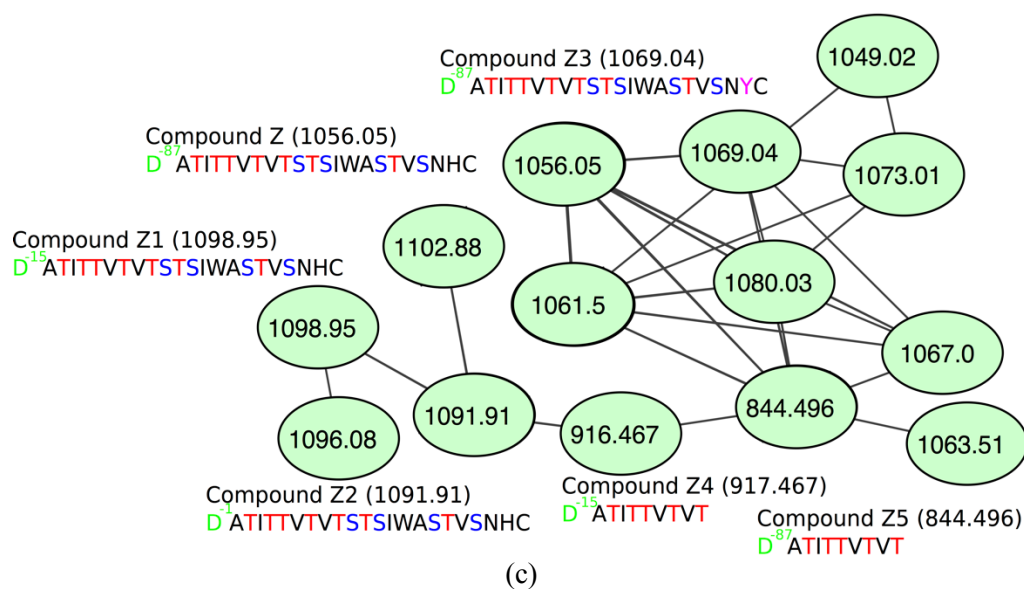 Compound Z3 (1069.04)
D-87ATITTVTVTSTSIWASTVSNYC
1049.02
Compound Z (1056.05)
D-87ATITTVTVTSTSIWASTVSNHC
1056.05
1069.04
1073.01
Compound Z1 (1098.95)
D-15ATITTVTVTSTSIWASTVSNHC
1102.88
1080.03
1061.5
1098.95
1067.0
1091.91
844.496
916.467
1096.08
1063.51
Compound Z2 (1091.91)
D-1ATITTVTVTSTSIWASTVSNHC
Compound Z4 (917.467)
D-15ATITTVTVT
Compound Z5 (844.496)
D-87ATITTVTVT
(c)